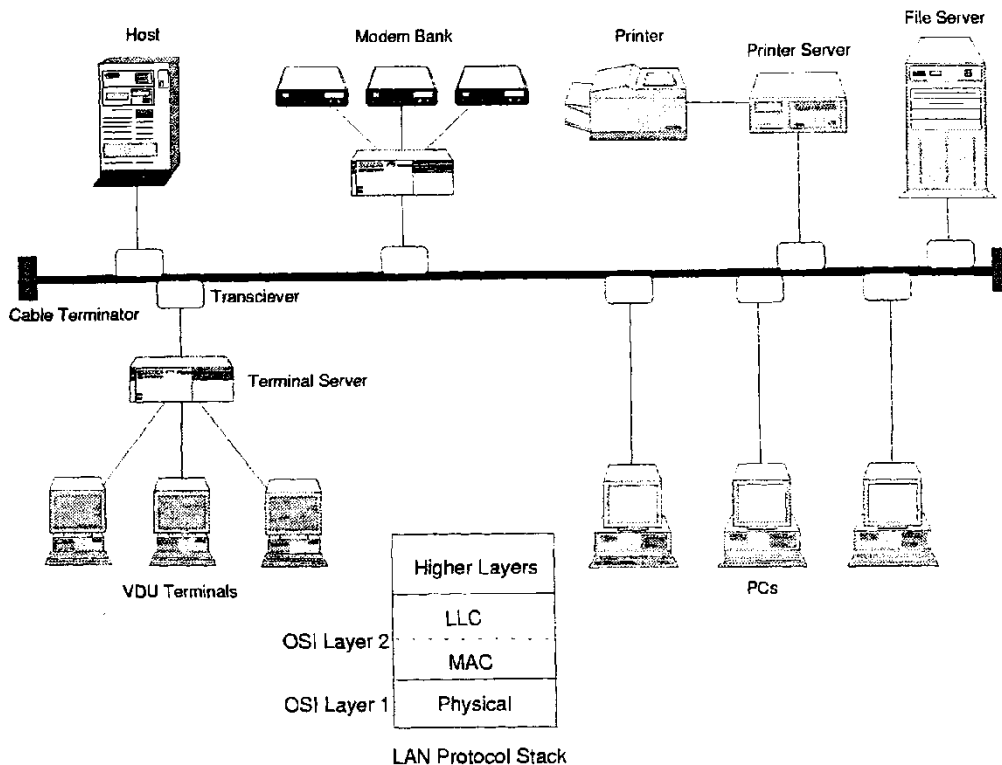 Host
Modem Bank
Printer
Printer Server
File Server
Transciever
Cable Terminator
Terminal Server
VDU Terminals
PCs
Higher Layers
LLC
OSI Layer 2
MAC
OSI Layer 1
Physical
LAN Protocol Stack